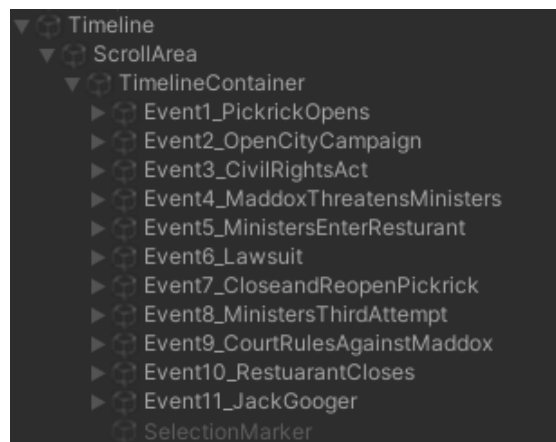 Timeline
ScrollArea
TimelineContainer
Event1_PickrickOpens
Event2_OpenCityCampaign
Event3_CivilRightsAct
Event4_MaddoxThreatensMinisters
Event5_MinistersEnterResturant
Event6_Lawsuit
Event7_CloseandReopenPickrick
Event8_MinistersThirdAttempt
Event9_CourtRulesAgainstMaddox
Event10_RestuarantCloses
Event11_JackGooger
SelectionMarker